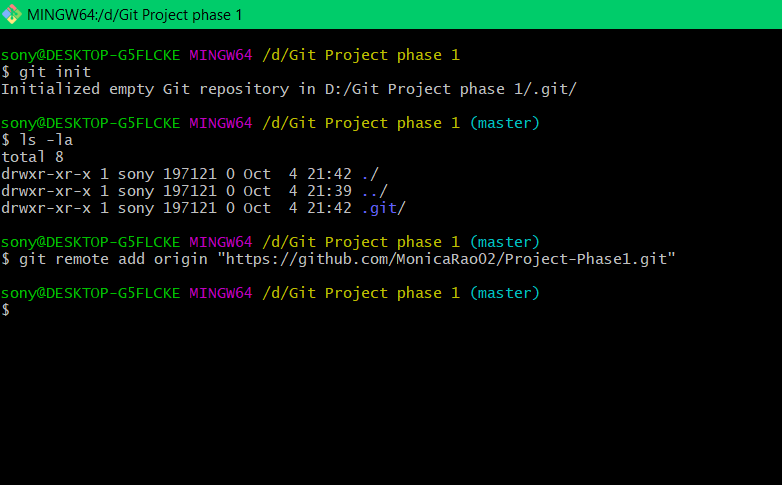 MINGW64:/d/Git Project phase 1
sony@DESKTOP-G5FLCKE MINGW64 /d/Git Project phase 1
$ git init
Initialized empty Git repository in D:/Git Project phase 1/.git/
sony@DESKTOP-G5FLCKE MINGW64 /d/Git Project phase 1 (master)
$ ls -la
total 8
drwxr-xr-x 1 sony 197121 0 Oct  4 21:42 ./
drwxr-xr-x 1 sony 197121 0 Oct  4 21:39 ../
drwxr-xr-x 1 sony 197121 0 Oct  4 21:42 .git/
sony@DESKTOP-G5FLCKE MINGW64 /d/Git Project phase 1 (master)
$ git remote add origin "https://github.com/MonicaRao02/Project-Phase1.git"
sony@DESKTOP-G5FLCKE MINGW64 /d/Git Project phase 1 (master)
$